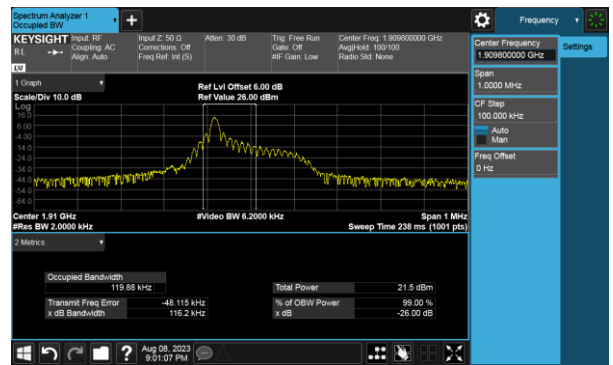 Spectrum Analyzer 1
Occupied BW
Frequency
KEYSIGHT
RL
Input: RF
Coupling: AC
Align: Auto
Input Z: 50 Ω
Corrections: Off
Freq Ref: Int (S)
Atten: 30 dB
Trig: Free Run
Gate: Off
#IF Gain: Low
Center Freq: 1.909800000 GHz
Avg|Hold: 100/100
Radio Std: None
Center Frequency
1.909800000 GHz
Settings
Span
1.0000 MHz
CF Step
100.000 kHz
Auto
Man
Freq Offset
0 Hz
1 Graph
Scale/Div 10.0 dB
Ref Lvl Offset 6.00 dB
Ref Value 26.00 dBm
Log
16.0
6.00
-4.00
-14.0
-24.0
-34.0
-44.0
-54.0
-64.0
Center 1.91 GHz
#Video BW 6.2000 kHz
Span 1 MHz
#Res BW 2.0000 kHz
Sweep Time 238 ms (1001 pts)
2 Metrics
Occupied Bandwidth
119.88 kHz
Total Power
21.5 dBm
Transmit Freq Error
-48.115 kHz
% of OBW Power
99.00 %
x dB Bandwidth
116.2 kHz
x dB
-26.00 dB
?
Aug 08, 2023
9:01:07 PM